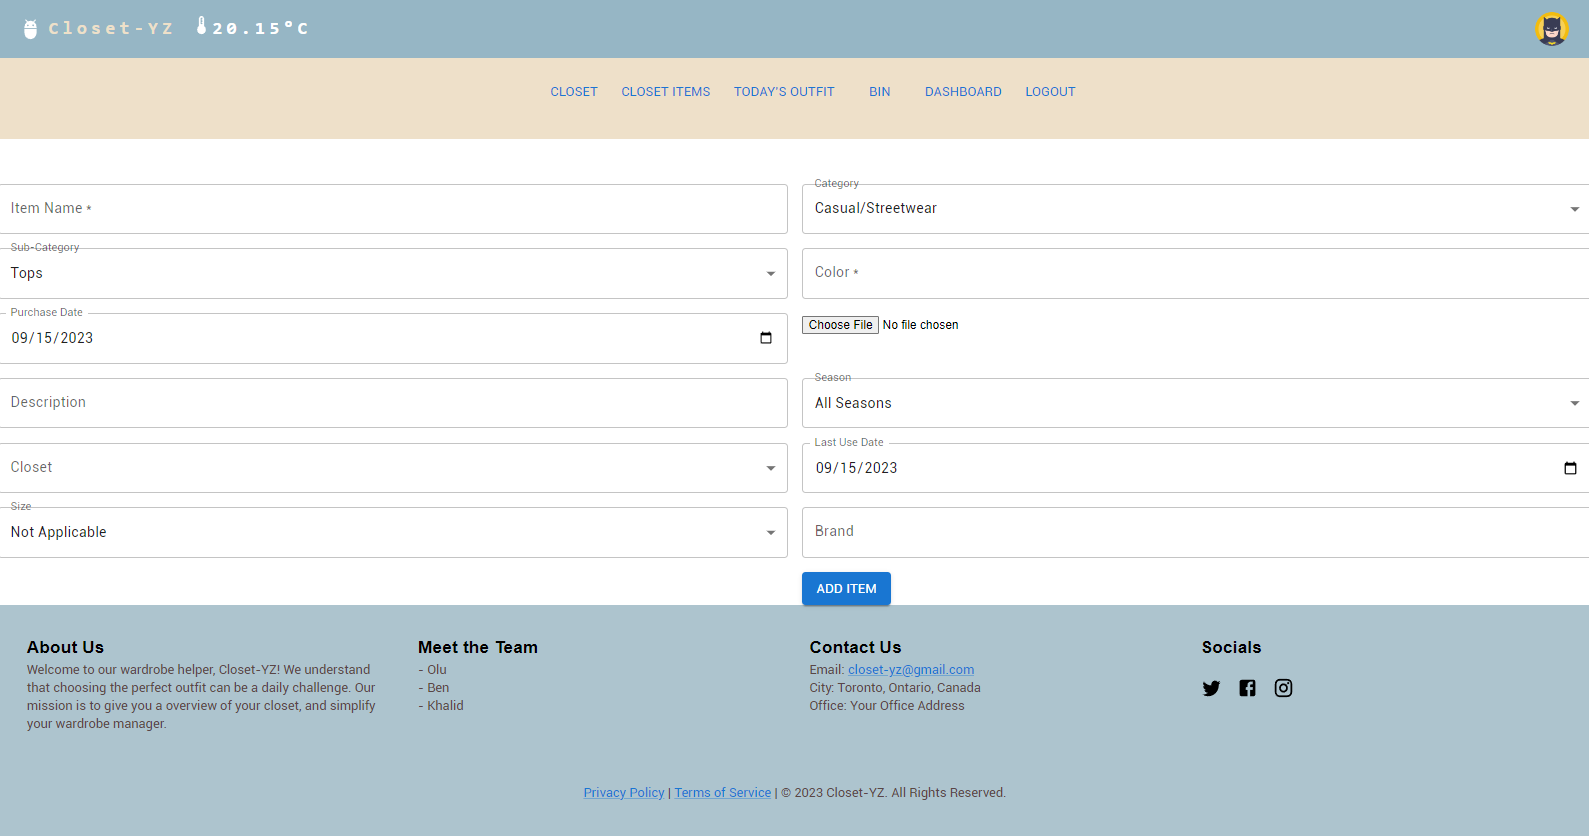 Closet-YZ 20.15°C
CLOSET CLOSET ITEMS TODAY'S OUTFIT BIN DASHBOARD LOGOUT
Item Name *
Category
Casual/Streetwear
Sub-Category
Tops
Color *
Purchase Date
09/15/2023
Choose File No file chosen
Description
Season
All Seasons
Closet
Last Use Date
09/15/2023
Size
Not Applicable
Brand
ADD ITEM
About Us
Welcome to our wardrobe helper, Closet-YZ! We understand
that choosing the perfect outfit can be a daily challenge. Our
mission is to give you a overview of your closet, and simplify
your wardrobe manager.
Meet the Team
- Olu
- Ben
- Khalid
Contact Us
Email: closet-yz@gmail.com
City: Toronto, Ontario, Canada
Office: Your Office Address
Socials
Privacy Policy | Terms of Service | © 2023 Closet-YZ. All Rights Reserved.